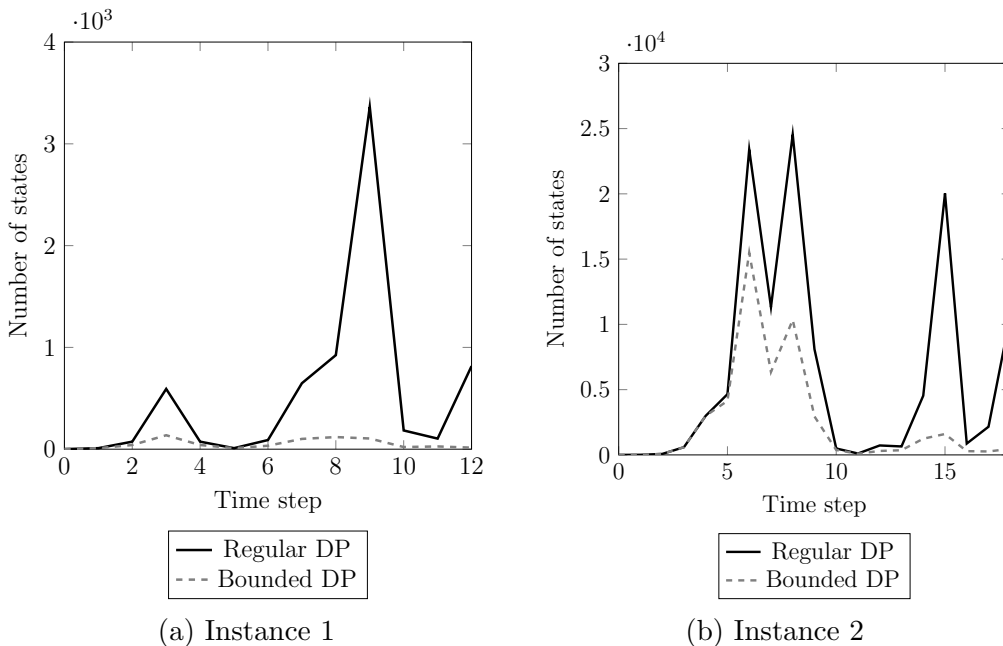 ·10³
4
3
2
1
0
0 2 4 6 8 10 12
Number of states
Time step
Regular DP
Bounded DP
(a) Instance 1
·10⁴
3
2.5
2
1.5
1
0.5
0
0 5 10 15
Number of states
Time step
Regular DP
Bounded DP
(b) Instance 2